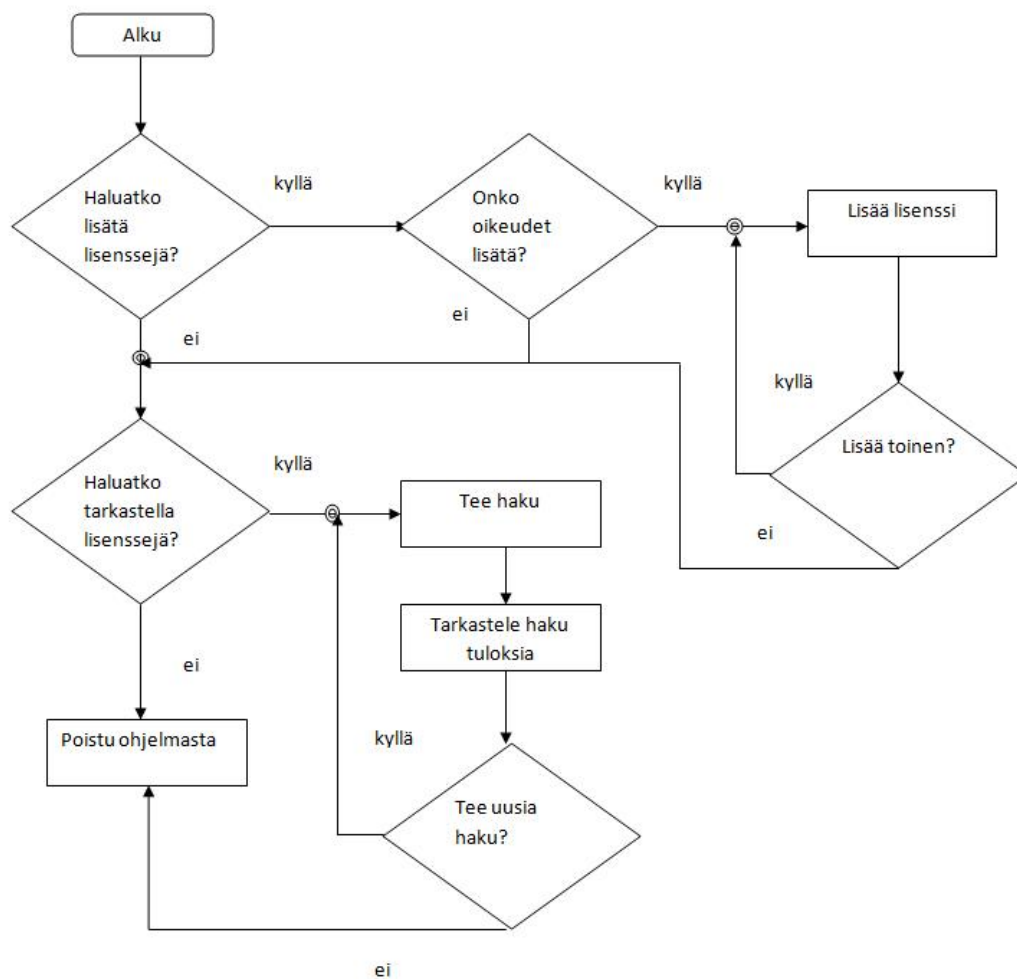 Alku
Haluatko
lisätä
lisenssejä?
kyllä
Onko
oikeudet
lisätä?
kyllä
Lisää lisenssi
ei
ei
kyllä
Lisää toinen?
ei
Haluatko
tarkastella
lisenssejä?
kyllä
Tee haku
Tarkastele haku
tuloksia
ei
Poistu ohjelmasta
kyllä
Tee uusia
haku?
ei